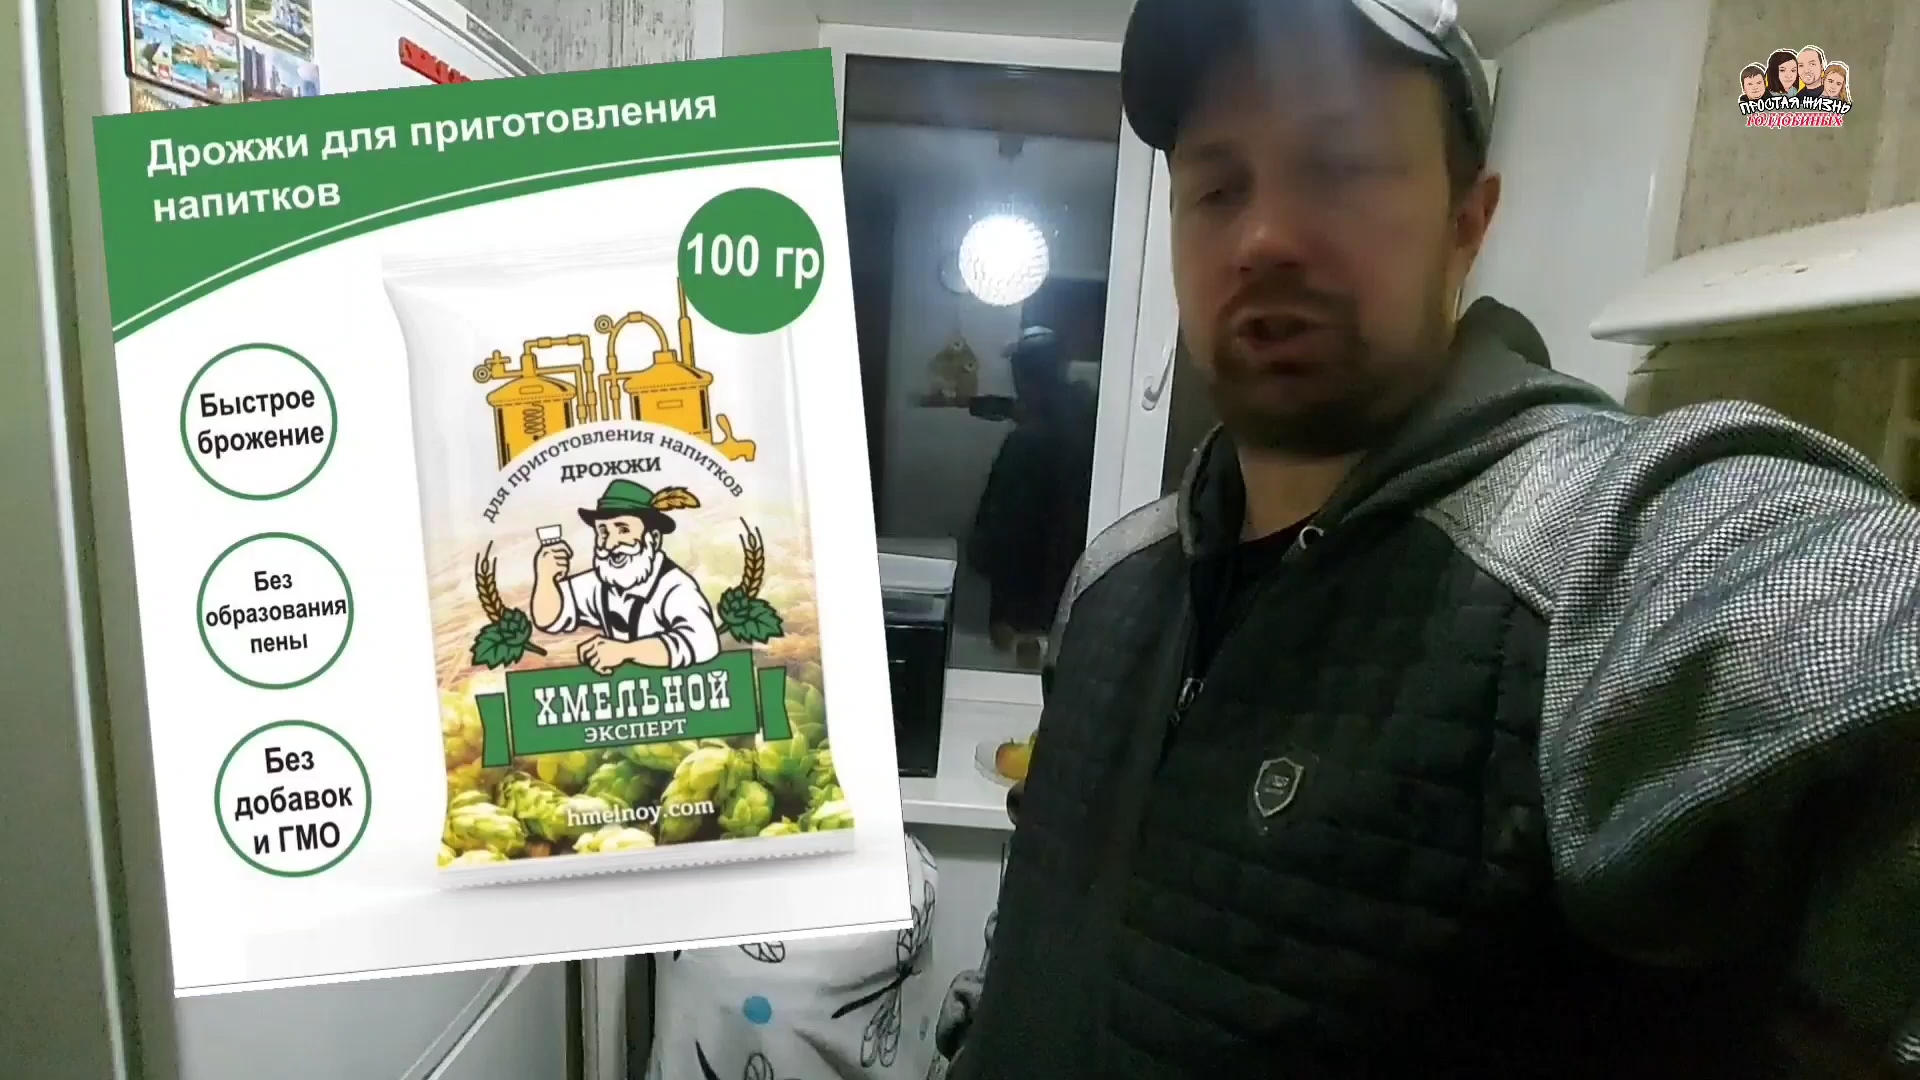 Дрожжи для приготовления
напитков
100 гр
Быстрое
брожение
Без
образования
пены
Без
добавок
и ГМО
для приготовления напитков
ДРОЖЖИ
ХМЕЛЬНОЙ
ЭКСПЕРТ
hmelnoy.com
ПРОСТАЯ ЖИЗНЬ
ЮЛДОБИНЫХ